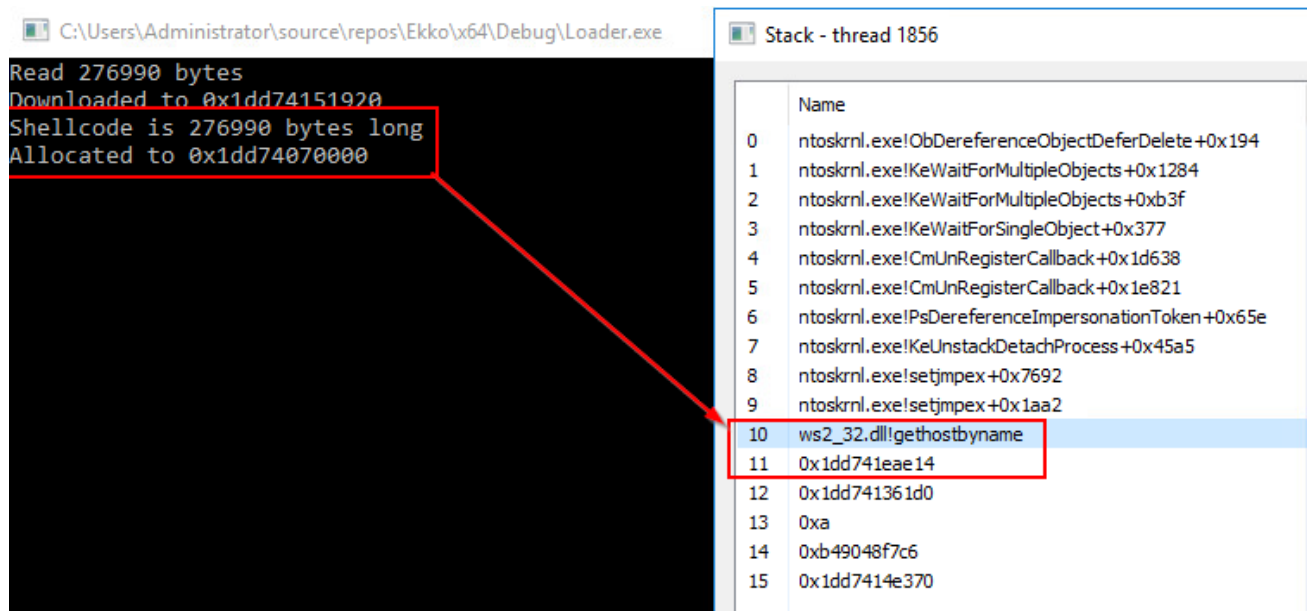 C:\Users\Administrator\source\repos\Ekko\x64\Debug\Loader.exe
Read 276990 bytes
Downloaded to 0x1dd74151920
Shellcode is 276990 bytes long
Allocated to 0x1dd74070000
Stack - thread 1856
Name
0 ntoskrnl.exe!ObDereferenceObjectDeferDelete+0x194
1 ntoskrnl.exe!KeWaitForMultipleObjects+0x1284
2 ntoskrnl.exe!KeWaitForMultipleObjects+0xb3f
3 ntoskrnl.exe!KeWaitForSingleObject+0x377
4 ntoskrnl.exe!CmUnRegisterCallback+0x1d638
5 ntoskrnl.exe!CmUnRegisterCallback+0x1e821
6 ntoskrnl.exe!PsDereferenceImpersonationToken+0x65e
7 ntoskrnl.exe!KeUnstackDetachProcess+0x45a5
8 ntoskrnl.exe!setjmpex+0x7692
9 ntoskrnl.exe!setjmpex+0x1aa2
10 ws2_32.dll!gethostbyname
11 0x1dd741eae14
12 0x1dd741361d0
13 0xa
14 0xb49048f7c6
15 0x1dd7414e370